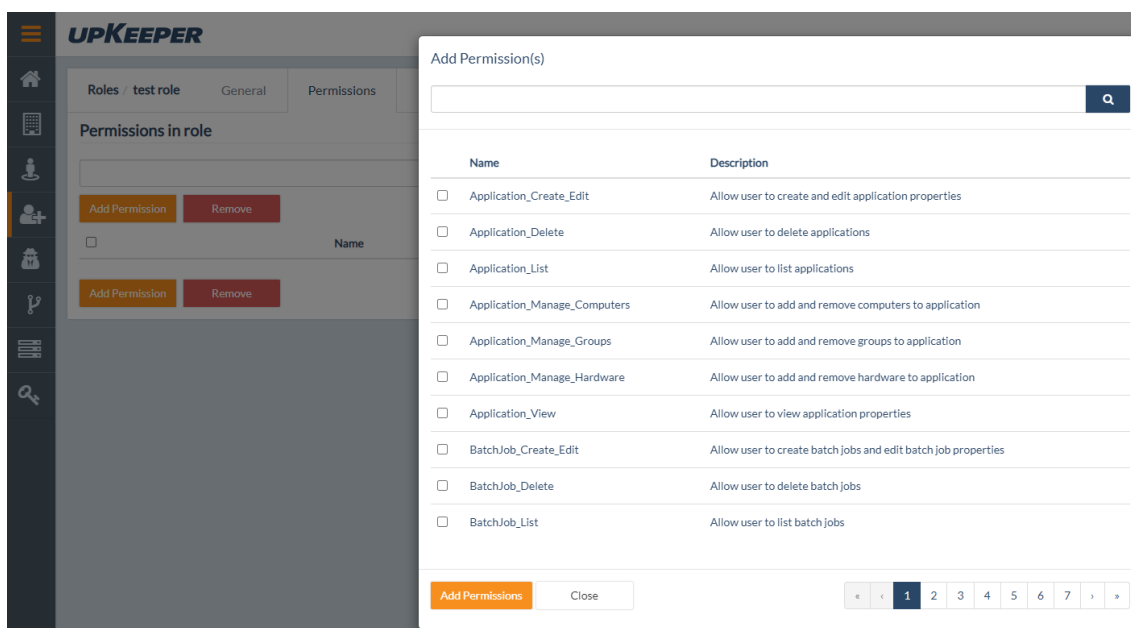 UPKEEPER
Roles / test role General Permissions
Permissions in role
Add Permission Remove
Name
Add Permission Remove
Add Permission(s)
Name Description
Application_Create_Edit Allow user to create and edit application properties
Application_Delete Allow user to delete applications
Application_List Allow user to list applications
Application_Manage_Computers Allow user to add and remove computers to application
Application_Manage_Groups Allow user to add and remove groups to application
Application_Manage_Hardware Allow user to add and remove hardware to application
Application_View Allow user to view application properties
BatchJob_Create_Edit Allow user to create batch jobs and edit batch job properties
BatchJob_Delete Allow user to delete batch jobs
BatchJob_List Allow user to list batch jobs
Add Permissions Close « ‹ 1 2 3 4 5 6 7 › »